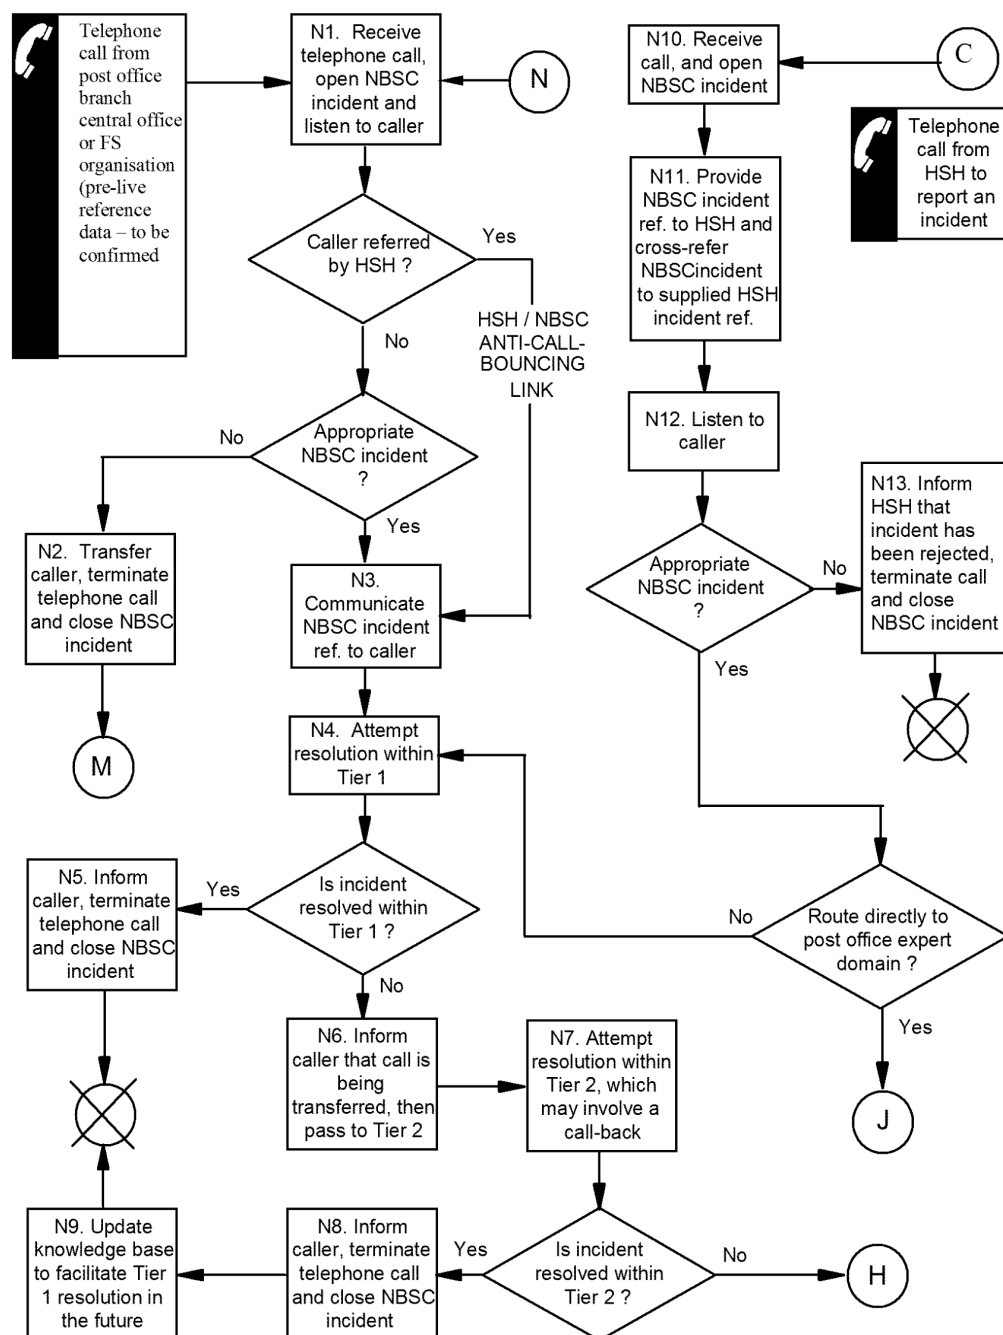 Telephone
call from
post office
branch
central office
or FS
organisation
(pre-live
reference
data – to be
confirmed
N1. Receive
telephone call,
open NBSC
incident and
listen to caller
N
N10. Receive
call, and open
NBSC incident
C
Telephone
call from
HSH to
report an
incident
N11. Provide
NBSC incident
ref. to HSH and
cross-refer
NBSCincident
to supplied HSH
incident ref.
Caller referred
by HSH ?
Yes
No
HSH / NBSC
ANTI-CALL-
BOUNCING
LINK
N12. Listen to
caller
Appropriate
NBSC incident
?
No
Yes
N13. Inform
HSH that
incident has
been rejected,
terminate call
and close
NBSC incident
N2. Transfer
caller, terminate
telephone call
and close NBSC
incident
N3.
Communicate
NBSC incident
ref. to caller
Appropriate
NBSC incident
?
No
Yes
M
N4. Attempt
resolution within
Tier 1
N5. Inform
caller, terminate
telephone call
and close NBSC
incident
Yes
Is incident
resolved within
Tier 1 ?
No
No
Route directly to
post office expert
domain ?
Yes
N6. Inform
caller that call is
being
transferred, then
pass to Tier 2
N7. Attempt
resolution within
Tier 2, which
may involve a
call-back
J
N9. Update
knowledge base
to facilitate Tier
1 resolution in
the future
N8. Inform
caller, terminate
telephone call
and close NBSC
incident
Yes
Is incident
resolved within
Tier 2 ?
No
H